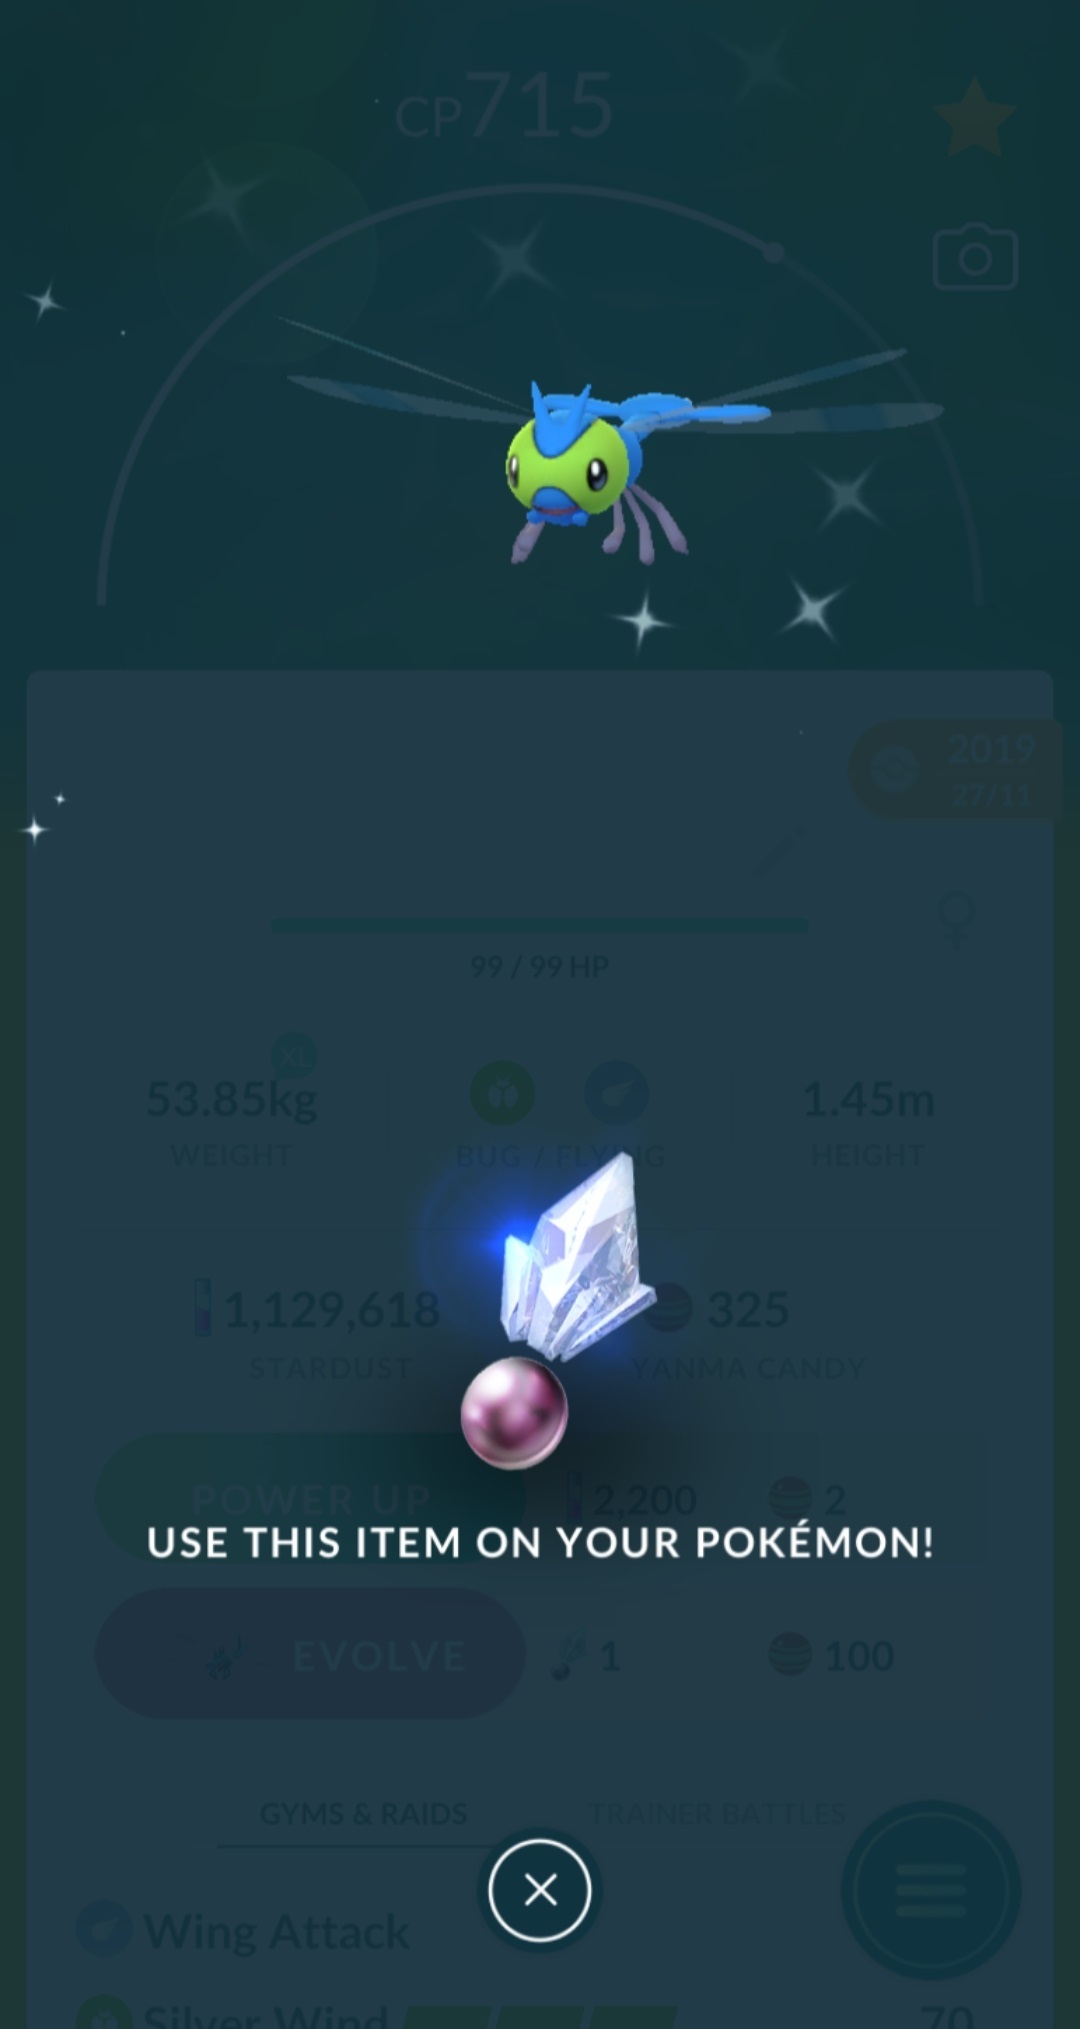 CP715
2019
27/11
99 / 99 HP
XL
53.85kg
1.45m
WEIGHT
BUG / FLYING
HEIGHT
1,129,618
325
STARDUST
YANMA CANDY
POWER UP
2,200
2
USE THIS ITEM ON YOUR POKÉMON!
EVOLVE
1
100
GYMS & RAIDS
TRAINER BATTLES
Wing Attack
Silver Wind
70